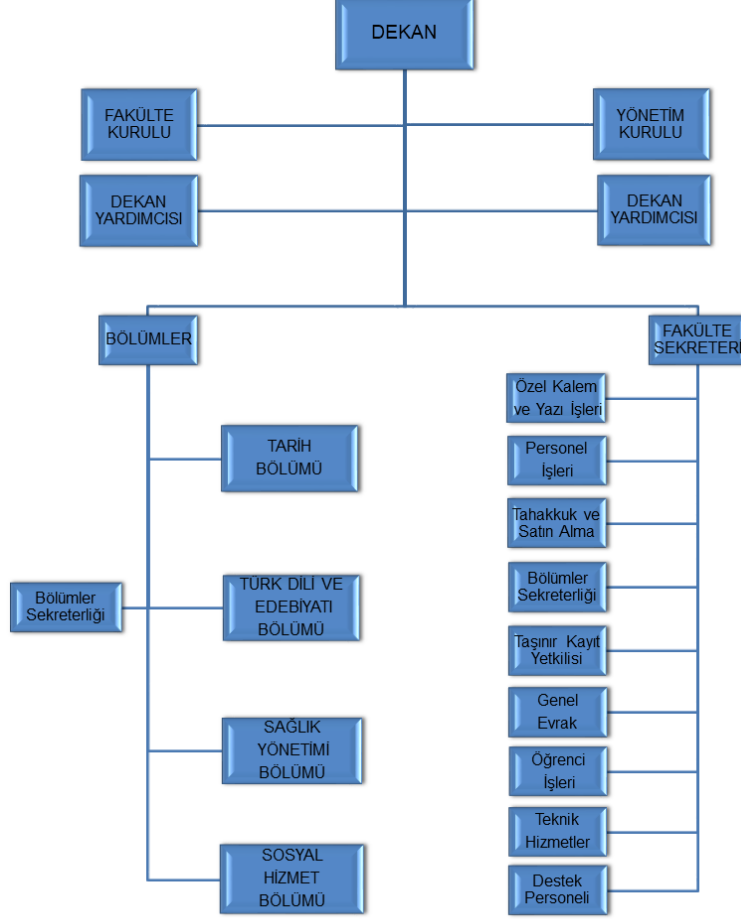 DEKAN
FAKÜLTE
KURULU
YÖNETİM
KURULU
DEKAN
YARDIMCISI
DEKAN
YARDIMCISI
BÖLÜMLER
FAKÜLTE
SEKRETERİ
TARİH
BÖLÜMÜ
Bölümler
Sekreterliği
TÜRK DİLİ VE
EDEBİYATI
BÖLÜMÜ
SAĞLIK
YÖNETİMİ
BÖLÜMÜ
SOSYAL
HİZMET
BÖLÜMÜ
Özel Kalem
ve Yazı İşleri
Personel
İşleri
Tahakkuk ve
Satın Alma
Bölümler
Sekreterliği
Taşınır Kayıt
Yetkilisi
Genel
Evrak
Öğrenci
İşleri
Teknik
Hizmetler
Destek
Personeli